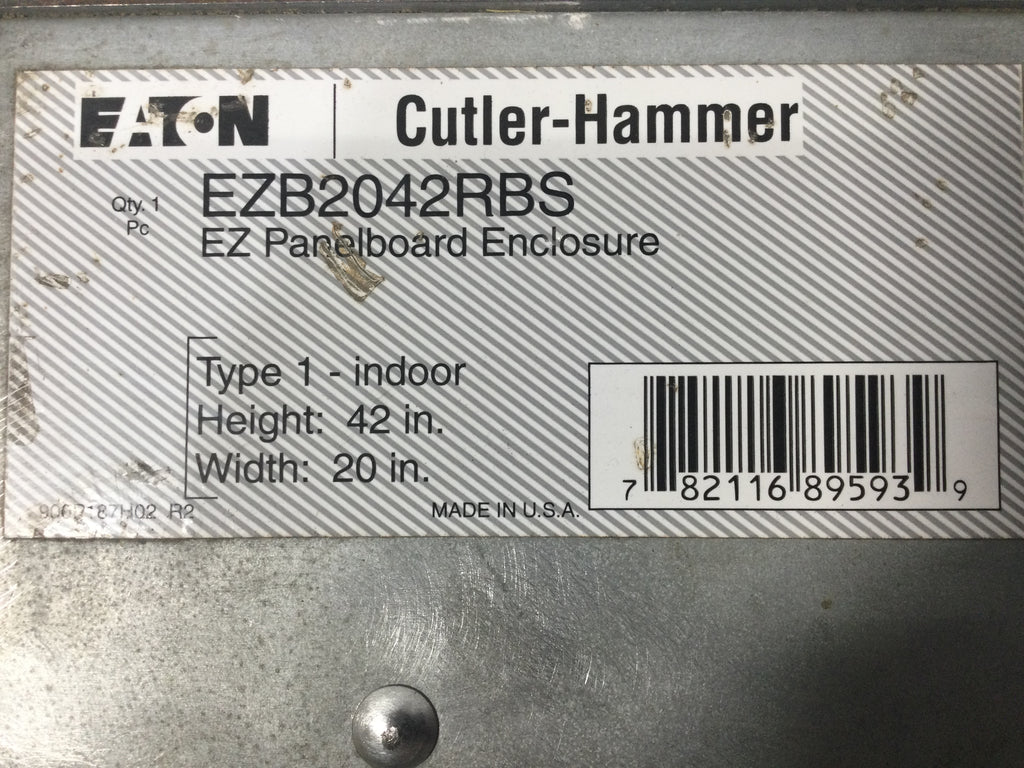 EATON Cutler-Hammer
EZB2042RBS
Qty. 1
Pc
EZ Panelboard Enclosure
Type 1 - indoor
Height: 42 in.
Width: 20 in.
R2
MADE IN U.S.A.
7 82116 89593 9